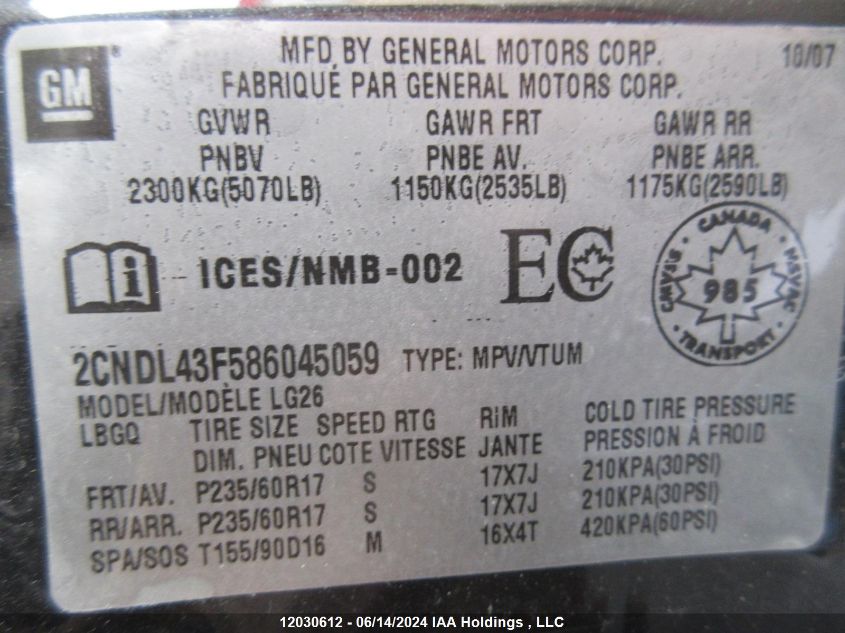 GM
MFD BY GENERAL MOTORS CORP. 10/07
FABRIQUÉ PAR GENERAL MOTORS CORP.
GVWR GAWR FRT GAWR RR
PNBV PNBE AV. PNBE ARR.
2300KG(5070LB) 1150KG(2535LB) 1175KG(2590LB)
i ICES/NMB-002 EC
CANADA
CMVSS NSVAC
985
TRANSPORT
2CNDL43F586045059 TYPE: MPV/VTUM
MODEL/MODÈLE LG26
LBGQ TIRE SIZE SPEED RTG RIM COLD TIRE PRESSURE
DIM. PNEU COTE VITESSE JANTE PRESSION À FROID
FRT/AV. P235/60R17 S 17X7J 210KPA(30PSI)
RR/ARR. P235/60R17 S 17X7J 210KPA(30PSI)
SPA/SOS T155/90D16 M 16X4T 420KPA(60PSI)
12030612 - 06/14/2024 IAA Holdings , LLC